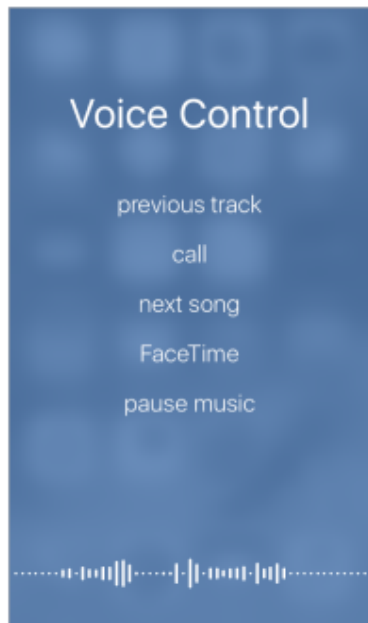 Voice Control
previous track
call
next song
FaceTime
pause music